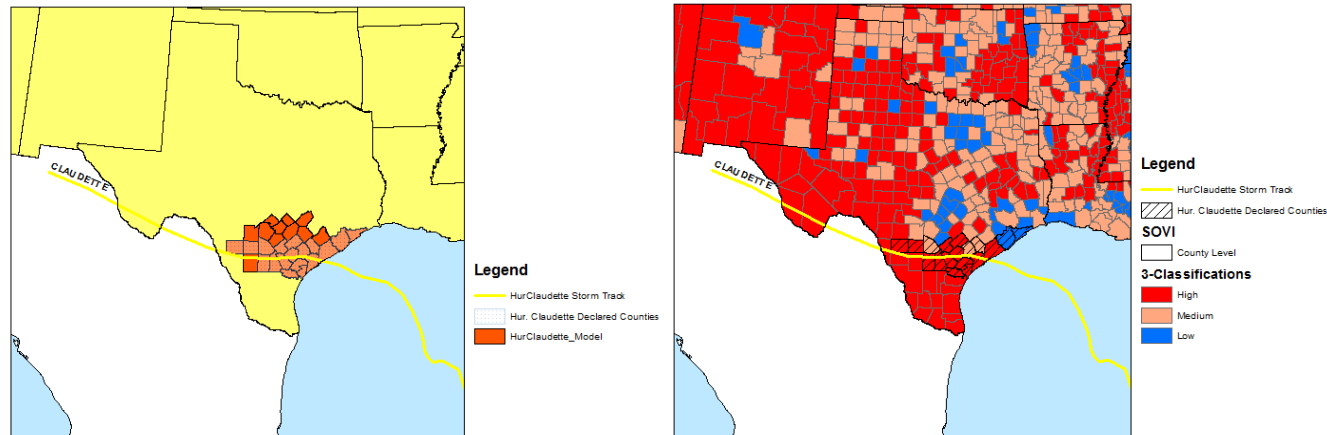 CLAUDETTE
Legend
HurClaudette Storm Track
Hur. Claudette Declared Counties
HurClaudette_Model
CLAUDETTE
Legend
HurClaudette Storm Track
Hur. Claudette Declared Counties
SOVI
County Level
3-Classifications
High
Medium
Low